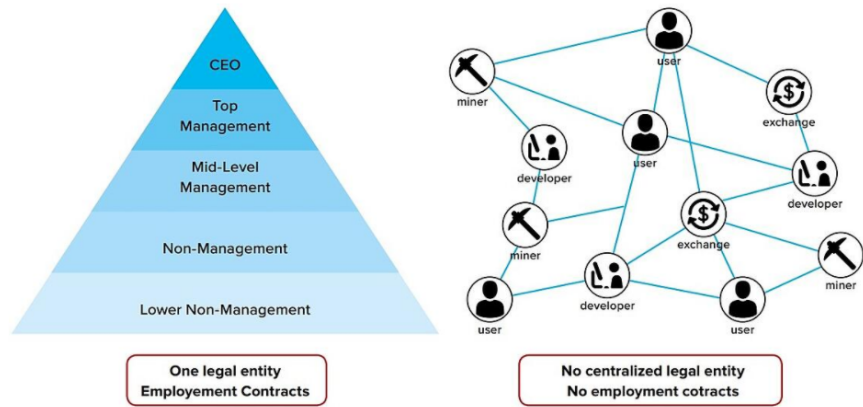 CEO
Top
Management
Mid-Level
Management
Non-Management
Lower Non-Management
One legal entity
Employement Contracts
user
miner
exchange
user
developer
developer
miner
exchange
miner
user
developer
user
No centralized legal entity
No employment cotracts